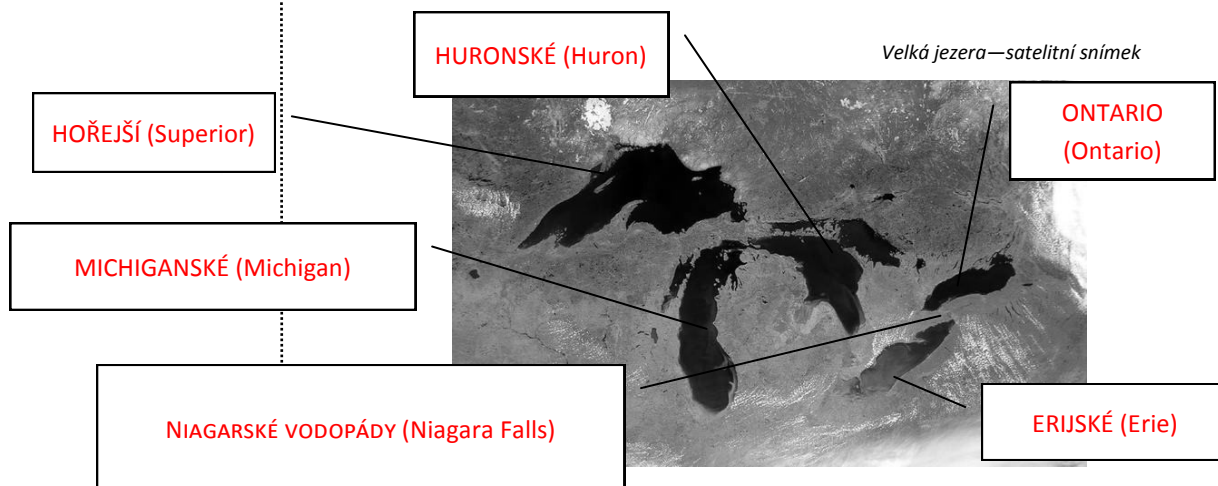 HURONSKÉ (Huron)
Velká jezera—satelitní snímek
HOŘEJŠÍ (Superior)
ONTARIO
(Ontario)
MICHIGANSKÉ (Michigan)
NIAGARSKÉ VODOPÁDY (Niagara Falls)
ERIJSKÉ (Erie)